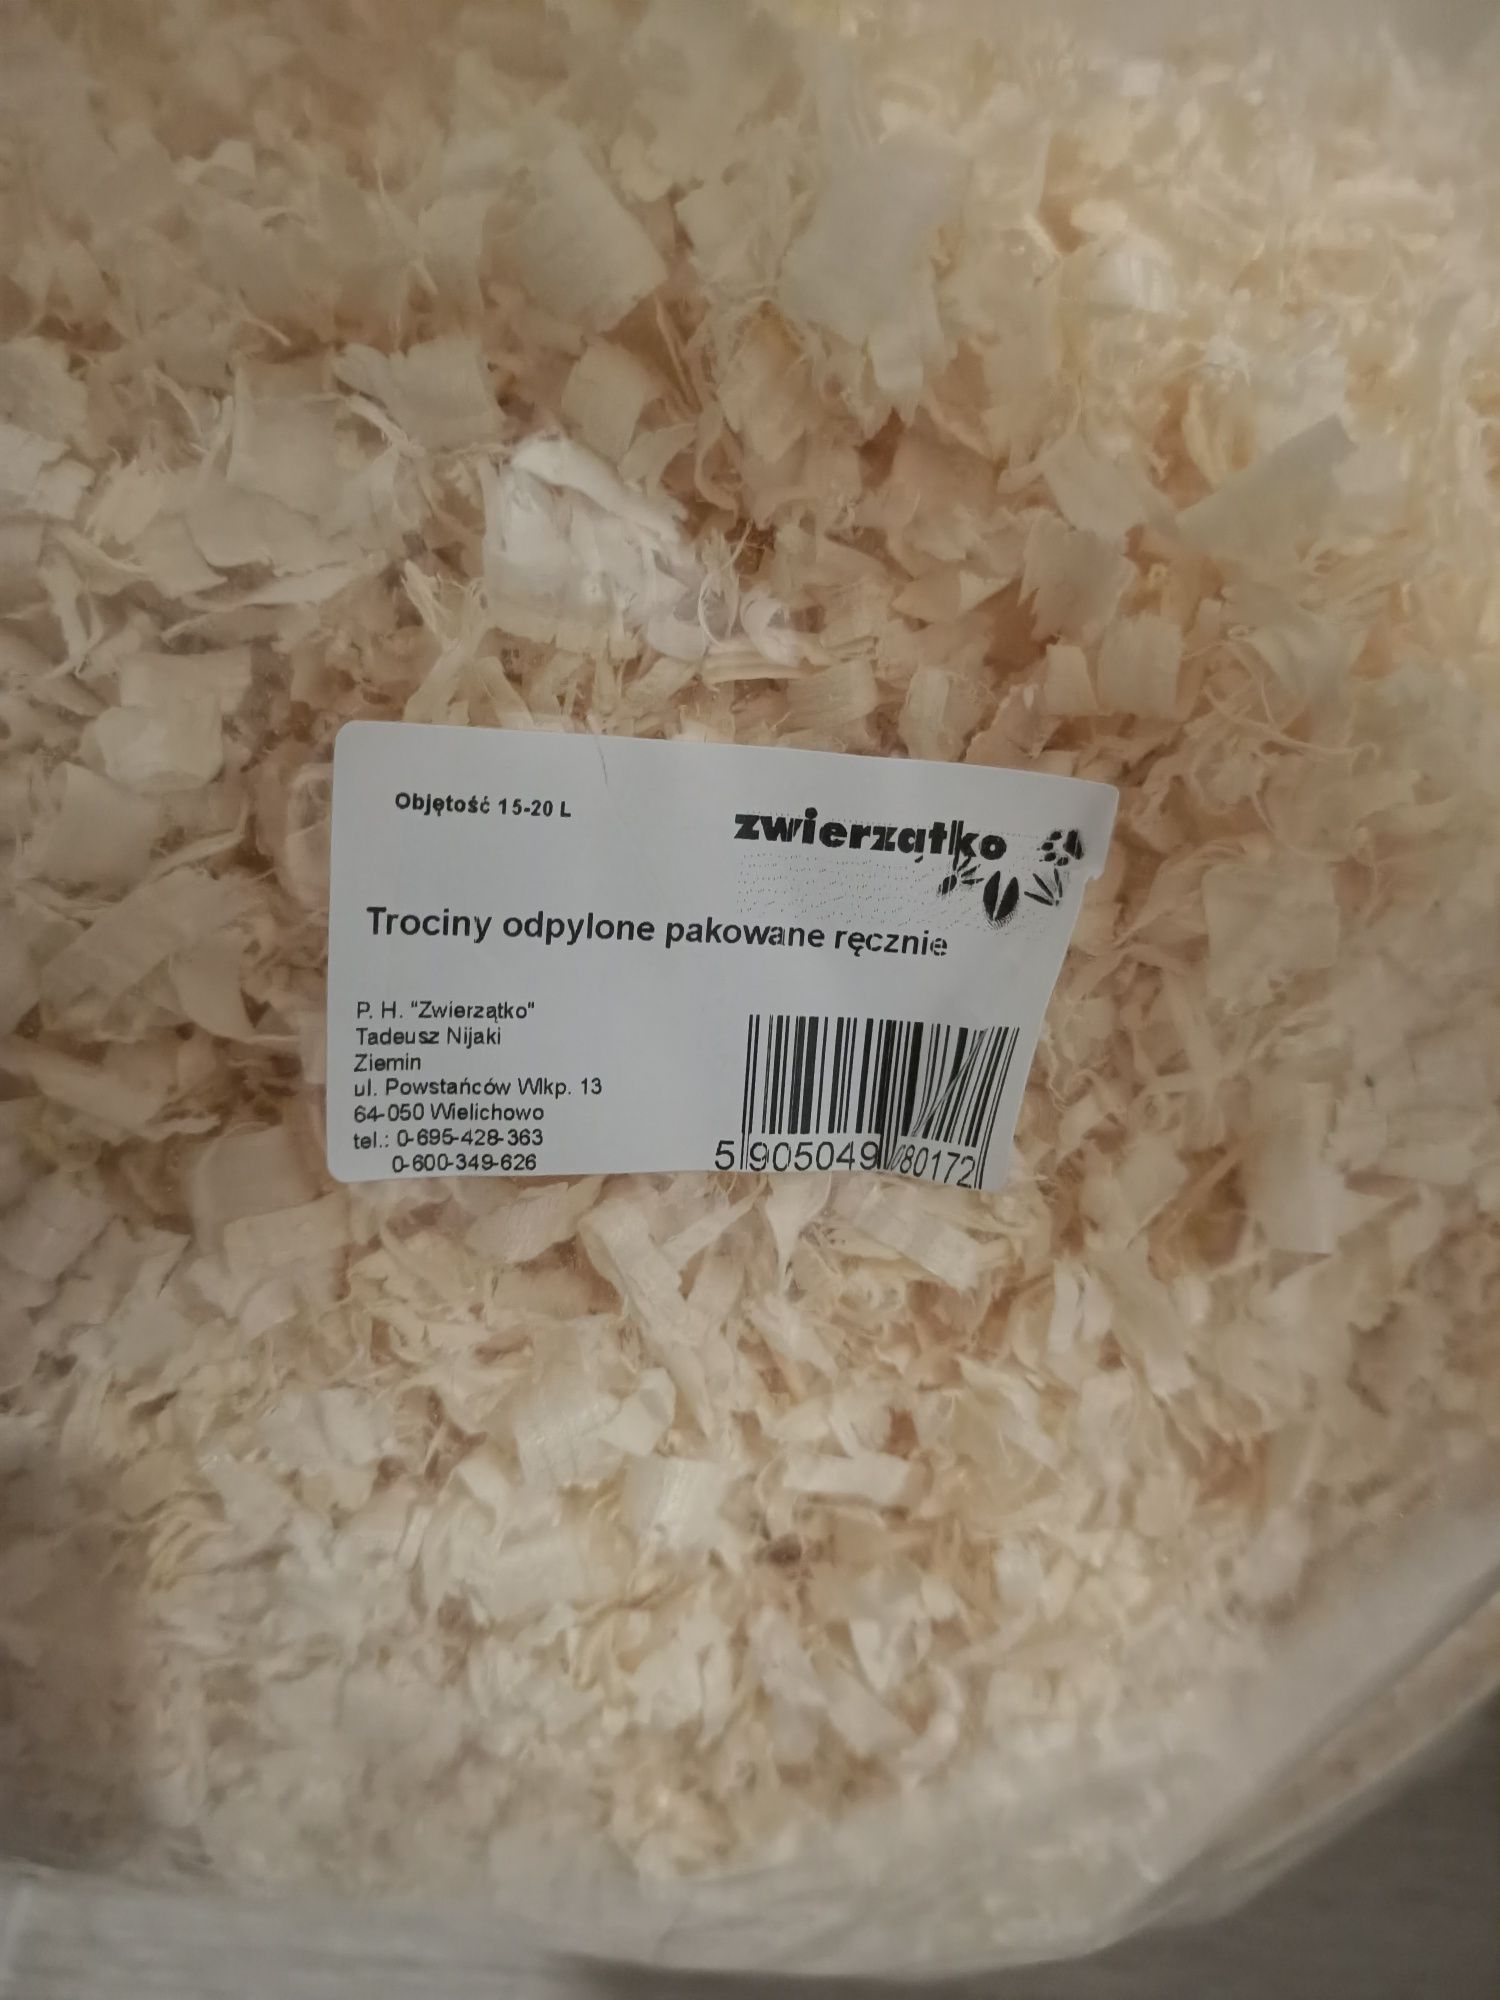 Objętość 15-20 L
zwierzątko
Trociny odpylone pakowane ręcznie
P. H. "Zwierzątko"
Tadeusz Nijaki
Ziemin
ul. Powstańców Wlkp. 13
64-050 Wielichowo
tel.: 0-695-428-363
0-600-349-626
5 905049 080172